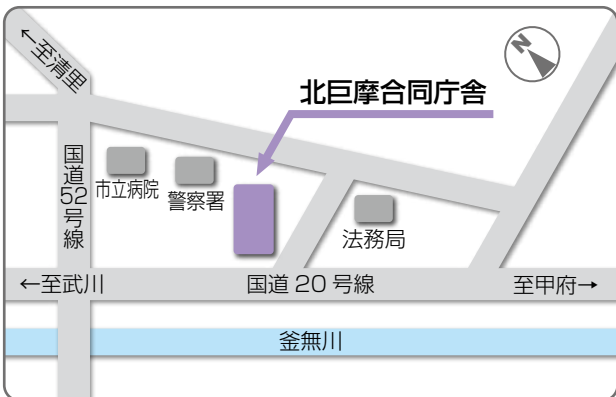 ←至清里
N
北巨摩合同庁舎
国道52号線
市立病院
警察署
法務局
←至武川
国道20号線
至甲府→
釜無川